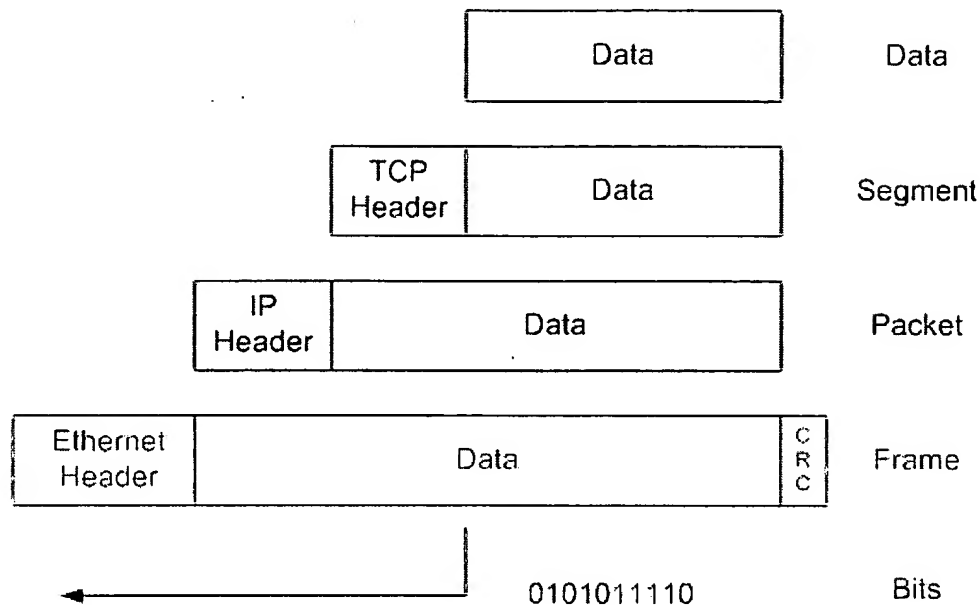 Data Data
TCP
Header Data Segment
IP
Header Data Packet
Ethernet
Header Data C
R
C Frame
0101011110 Bits